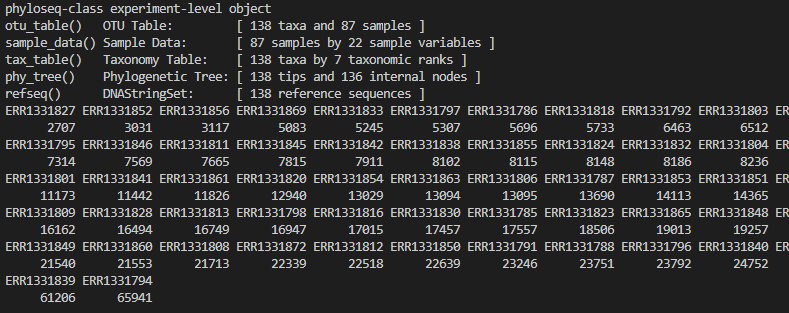 phyloseq-class experiment-level object
otu_table()   OTU Table:         [ 138 taxa and 87 samples ]
sample_data() Sample Data:       [ 87 samples by 22 sample variables ]
tax_table()   Taxonomy Table:    [ 138 taxa by 7 taxonomic ranks ]
phy_tree()    Phylogenetic Tree: [ 138 tips and 136 internal nodes ]
refseq()      DNAStringSet:      [ 138 reference sequences ]
ERR1331827 ERR1331852 ERR1331856 ERR1331869 ERR1331833 ERR1331797 ERR1331786 ERR1331818 ERR1331792 ERR1331803 ER
2707 3031 3117 5083 5245 5307 5696 5733 6463 6512
ERR1331795 ERR1331846 ERR1331811 ERR1331845 ERR1331842 ERR1331838 ERR1331855 ERR1331824 ERR1331832 ERR1331804 ER
7314 7569 7665 7815 7911 8102 8115 8148 8186 8236
ERR1331801 ERR1331841 ERR1331861 ERR1331820 ERR1331854 ERR1331863 ERR1331806 ERR1331787 ERR1331853 ERR1331851 ER
11173 11442 11826 12940 13029 13094 13095 13690 14113 14365
ERR1331809 ERR1331828 ERR1331813 ERR1331798 ERR1331816 ERR1331830 ERR1331785 ERR1331823 ERR1331865 ERR1331848 ER
16162 16494 16749 16947 17015 17457 17557 18506 19013 19257
ERR1331849 ERR1331860 ERR1331808 ERR1331872 ERR1331812 ERR1331850 ERR1331791 ERR1331788 ERR1331796 ERR1331840 ER
21540 21553 21713 22339 22518 22639 23246 23751 23792 24752
ERR1331839 ERR1331794
61206 65941